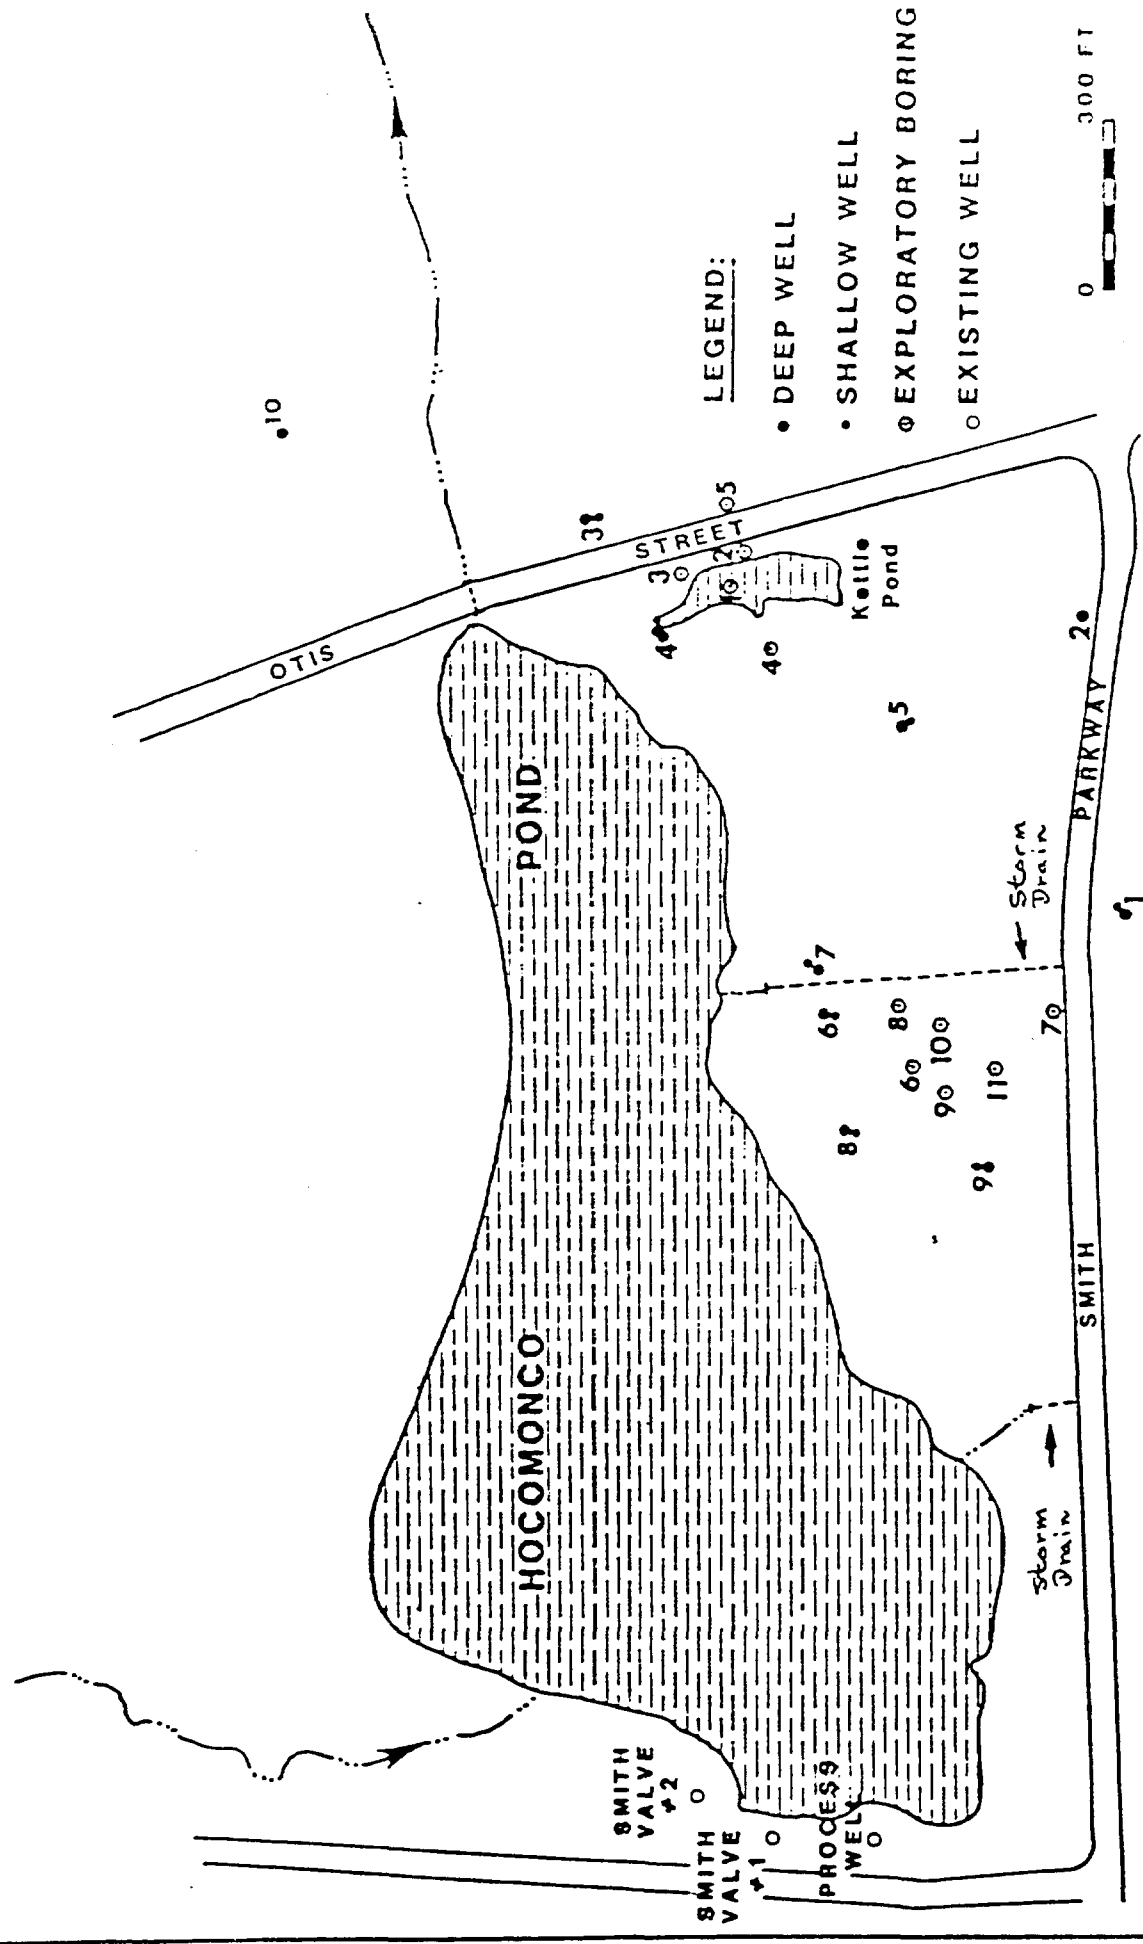 10
OTIS
STREET
3
3
2
5
1
4
4
Kettle
Pond
2
5
POND
HOCOMONCO
7
6
8
6
10
9
11
7
8
9
1
Storm
Drain
PARKWAY
SMITH
Storm
Drain
SMITH
VALVE
#2
SMITH
VALVE
#1
PROCESS
WELL
LEGEND:
DEEP WELL
SHALLOW WELL
EXPLORATORY BORING
EXISTING WELL
0 300 FT